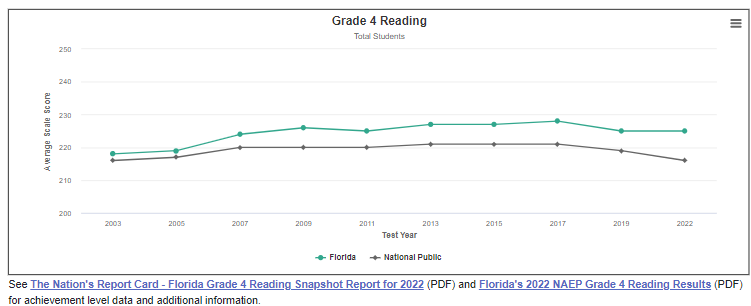 Grade 4 Reading
Total Students
250
240
230
220
210
200
Average Scale Score
2003 2005 2007 2009 2011 2013 2015 2017 2019 2022
Test Year
Florida National Public
See The Nation's Report Card - Florida Grade 4 Reading Snapshot Report for 2022 (PDF) and Florida's 2022 NAEP Grade 4 Reading Results (PDF)
for achievement level data and additional information.